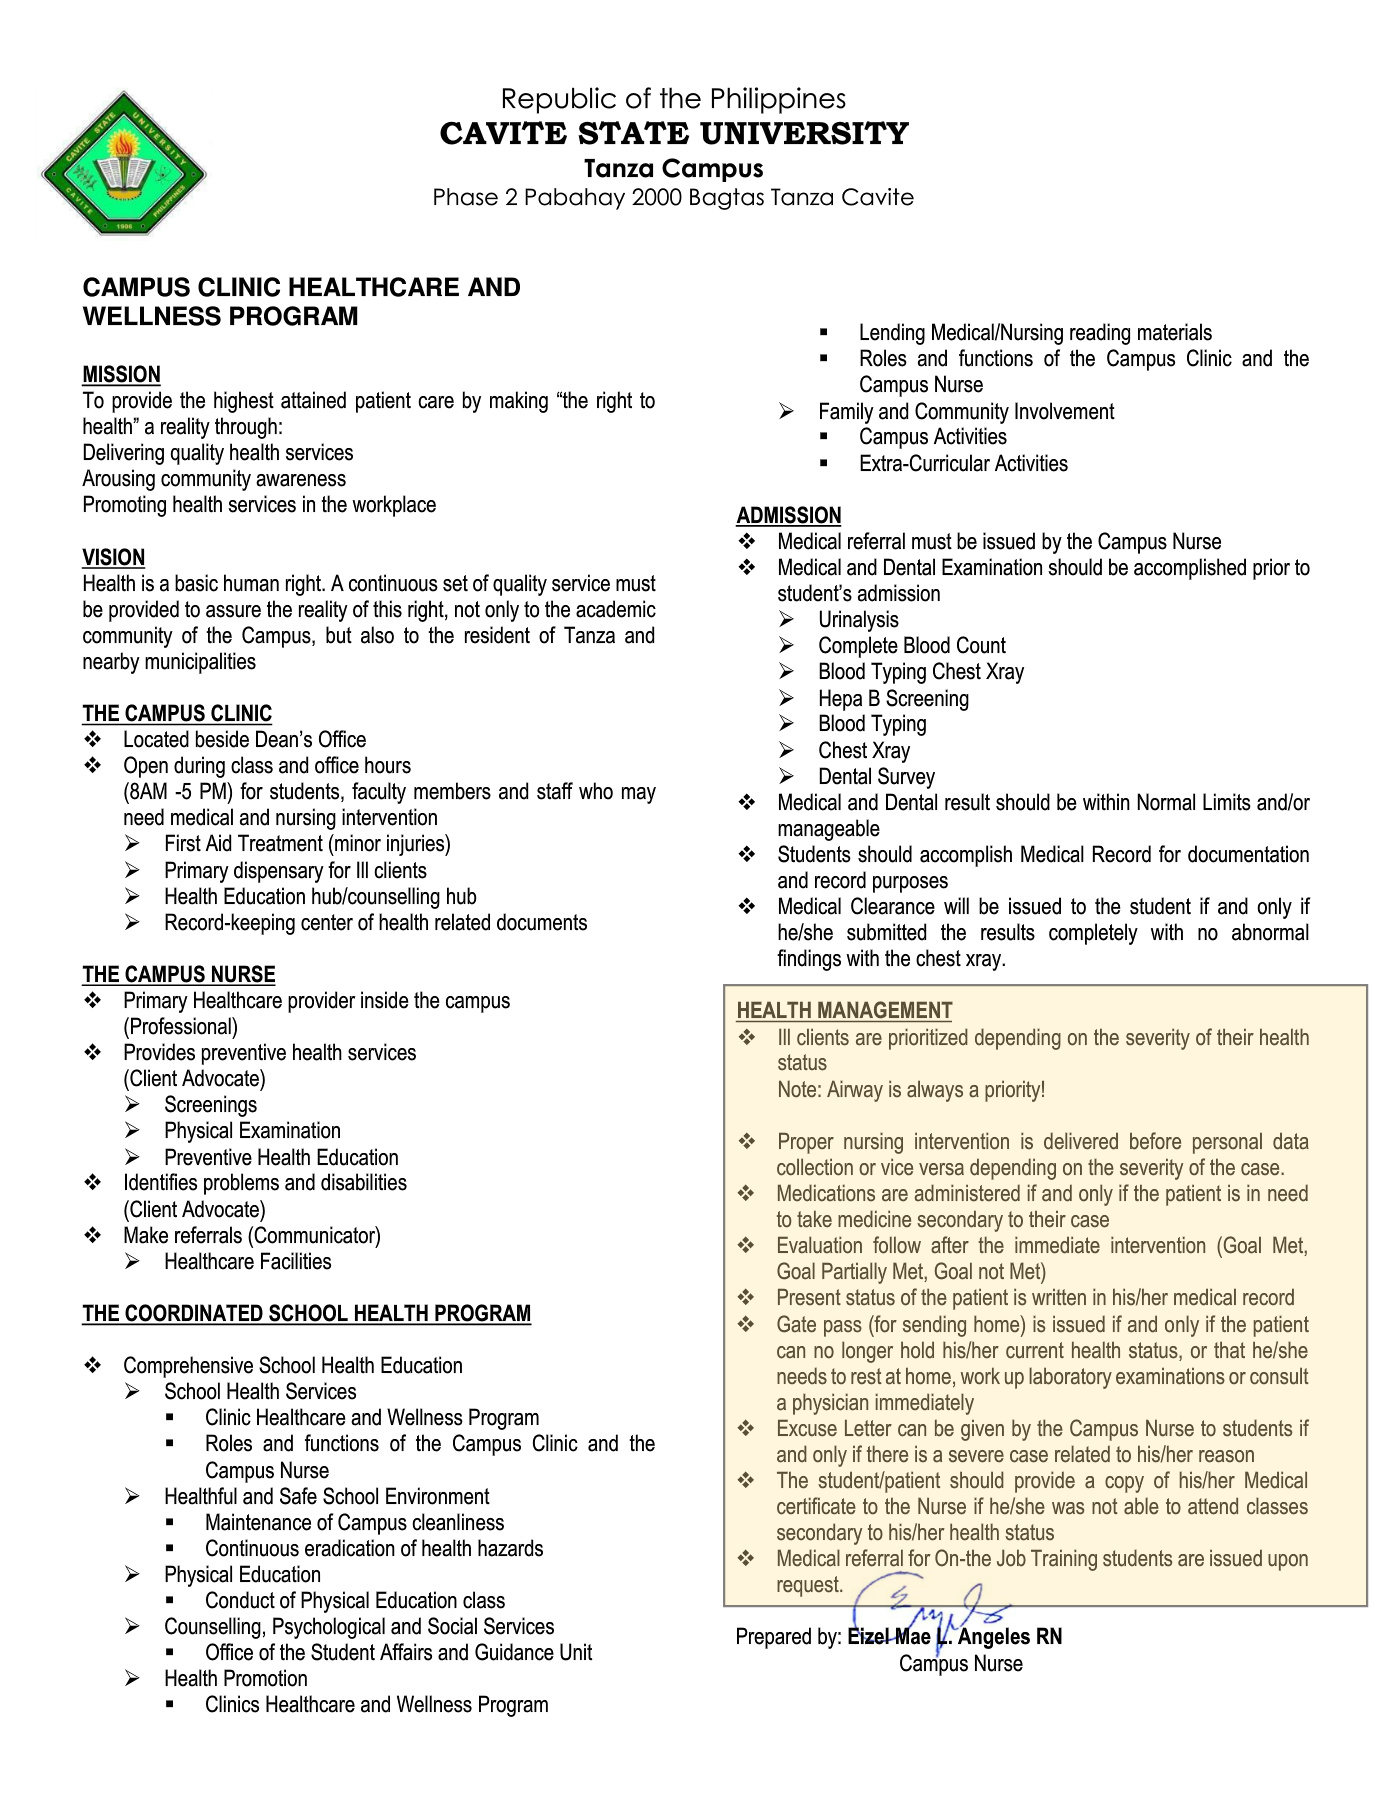 Republic of the Philippines
CAVITE STATE UNIVERSITY
Tanza Campus
Phase 2 Pabahay 2000 Bagtas Tanza Cavite
CAVITE STATE UNIVERSITY
CAVITE PHILIPPINES
1906
CAMPUS CLINIC HEALTHCARE AND
WELLNESS PROGRAM
MISSION
To provide the highest attained patient care by making “the right to
health” a reality through:
Delivering quality health services
Arousing community awareness
Promoting health services in the workplace
VISION
Health is a basic human right. A continuous set of quality service must
be provided to assure the reality of this right, not only to the academic
community of the Campus, but also to the resident of Tanza and
nearby municipalities
THE CAMPUS CLINIC
❖ Located beside Dean’s Office
❖ Open during class and office hours
(8AM -5 PM) for students, faculty members and staff who may
need medical and nursing intervention
➢ First Aid Treatment (minor injuries)
➢ Primary dispensary for Ill clients
➢ Health Education hub/counselling hub
➢ Record-keeping center of health related documents
THE CAMPUS NURSE
❖ Primary Healthcare provider inside the campus
(Professional)
❖ Provides preventive health services
(Client Advocate)
➢ Screenings
➢ Physical Examination
➢ Preventive Health Education
❖ Identifies problems and disabilities
(Client Advocate)
❖ Make referrals (Communicator)
➢ Healthcare Facilities
THE COORDINATED SCHOOL HEALTH PROGRAM
❖ Comprehensive School Health Education
➢ School Health Services
▪ Clinic Healthcare and Wellness Program
▪ Roles and functions of the Campus Clinic and the
Campus Nurse
➢ Healthful and Safe School Environment
▪ Maintenance of Campus cleanliness
▪ Continuous eradication of health hazards
➢ Physical Education
▪ Conduct of Physical Education class
➢ Counselling, Psychological and Social Services
▪ Office of the Student Affairs and Guidance Unit
➢ Health Promotion
▪ Clinics Healthcare and Wellness Program
▪ Lending Medical/Nursing reading materials
▪ Roles and functions of the Campus Clinic and the
Campus Nurse
➢ Family and Community Involvement
▪ Campus Activities
▪ Extra-Curricular Activities
ADMISSION
❖ Medical referral must be issued by the Campus Nurse
❖ Medical and Dental Examination should be accomplished prior to
student’s admission
➢ Urinalysis
➢ Complete Blood Count
➢ Blood Typing Chest Xray
➢ Hepa B Screening
➢ Blood Typing
➢ Chest Xray
➢ Dental Survey
❖ Medical and Dental result should be within Normal Limits and/or
manageable
❖ Students should accomplish Medical Record for documentation
and record purposes
❖ Medical Clearance will be issued to the student if and only if
he/she submitted the results completely with no abnormal
findings with the chest xray.
HEALTH MANAGEMENT
❖ Ill clients are prioritized depending on the severity of their health
status
Note: Airway is always a priority!
❖ Proper nursing intervention is delivered before personal data
collection or vice versa depending on the severity of the case.
❖ Medications are administered if and only if the patient is in need
to take medicine secondary to their case
❖ Evaluation follow after the immediate intervention (Goal Met,
Goal Partially Met, Goal not Met)
❖ Present status of the patient is written in his/her medical record
❖ Gate pass (for sending home) is issued if and only if the patient
can no longer hold his/her current health status, or that he/she
needs to rest at home, work up laboratory examinations or consult
a physician immediately
❖ Excuse Letter can be given by the Campus Nurse to students if
and only if there is a severe case related to his/her reason
❖ The student/patient should provide a copy of his/her Medical
certificate to the Nurse if he/she was not able to attend classes
secondary to his/her health status
❖ Medical referral for On-the Job Training students are issued upon
request.
Prepared by: Eizel Mae L. Angeles RN
Campus Nurse